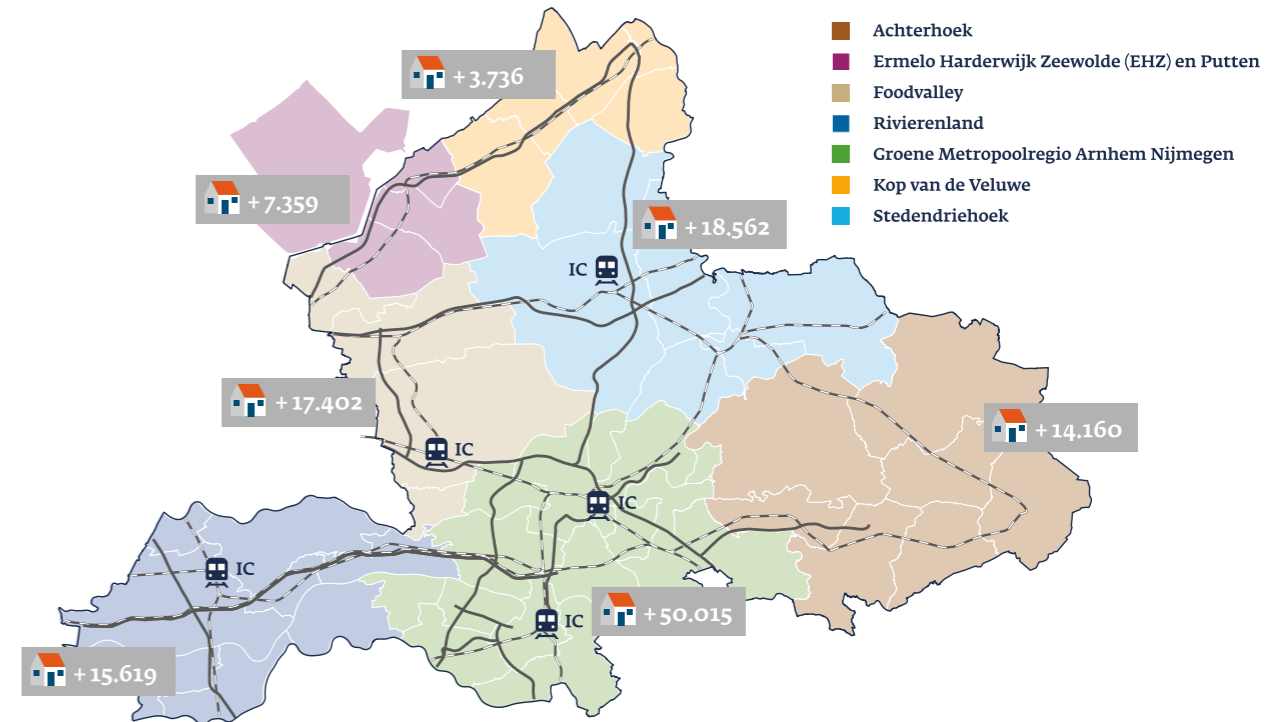 + 3.736
+ 7.359
+ 18.562
IC
+ 17.402
IC
+ 14.160
IC
IC
IC
+ 50.015
+ 15.619
Achterhoek
Ermelo Harderwijk Zeewolde (EHZ) en Putten
Foodvalley
Rivierenland
Groene Metropoolregio Arnhem Nijmegen
Kop van de Veluwe
Stedendriehoek